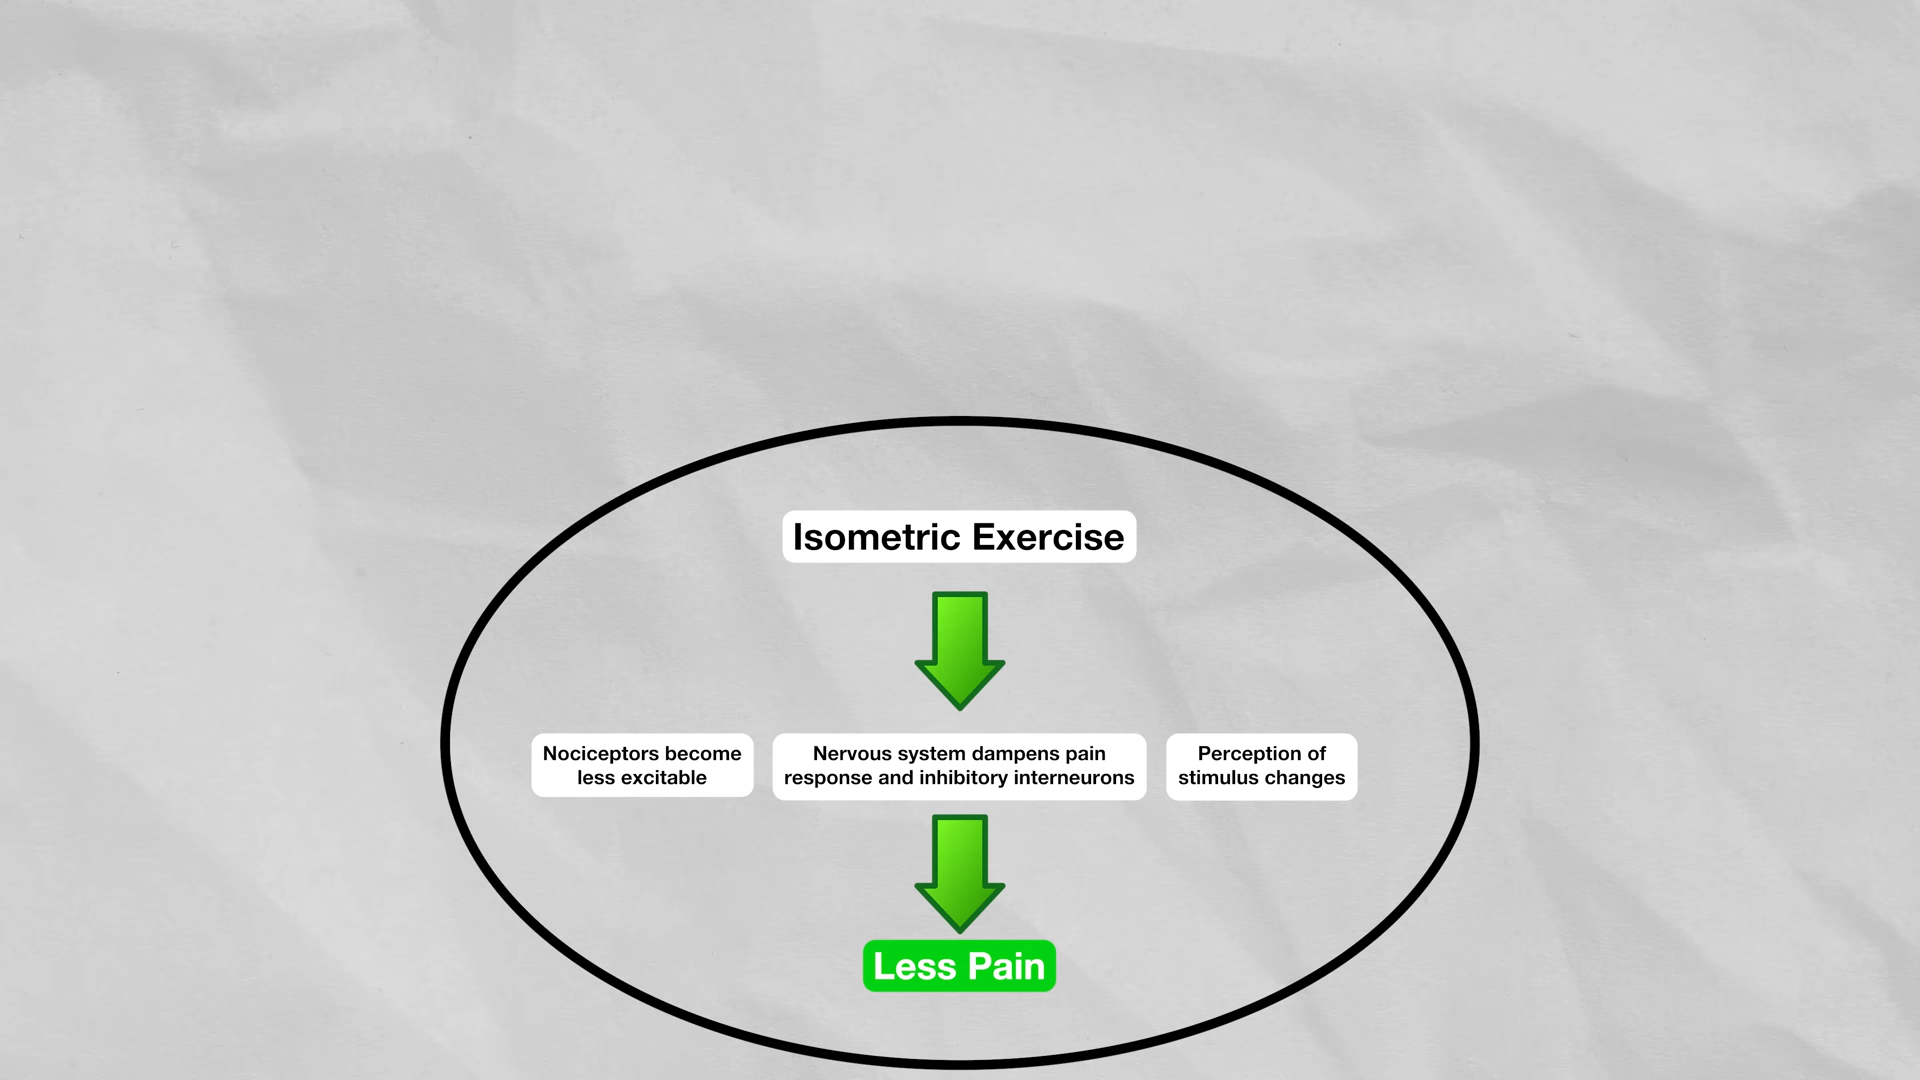 Isometric Exercise
Nociceptors become
less excitable
Nervous system dampens pain
response and inhibitory interneurons
Perception of
stimulus changes
Less Pain